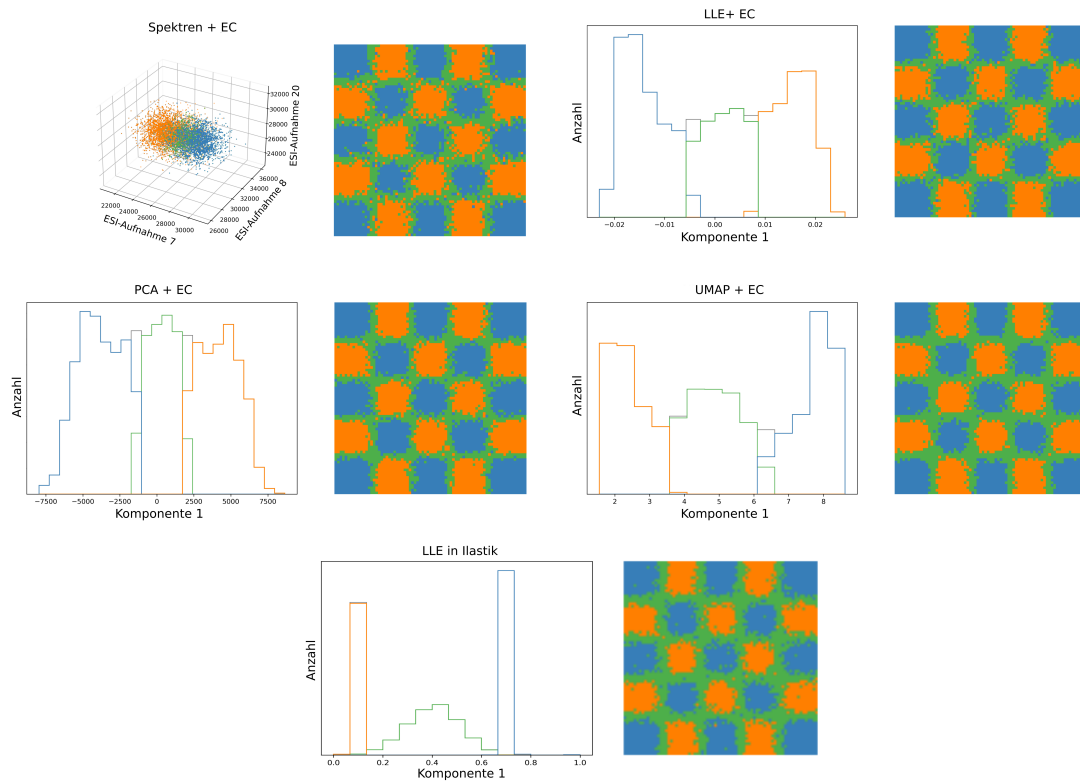 Spektren + EC
22000
24000
26000
28000
30000
ESI-Aufnahme 7
26000
28000
30000
32000
34000
36000
ESI-Aufnahme 8
24000
26000
28000
30000
32000
ESI-Aufnahme 20
LLE+ EC
Anzahl
−0.02 −0.01 0.00 0.01 0.02
Komponente 1
PCA + EC
Anzahl
−7500 −5000 −2500 0 2500 5000 7500
Komponente 1
UMAP + EC
Anzahl
2 3 4 5 6 7 8
Komponente 1
LLE in Ilastik
Anzahl
0.0 0.2 0.4 0.6 0.8 1.0
Komponente 1